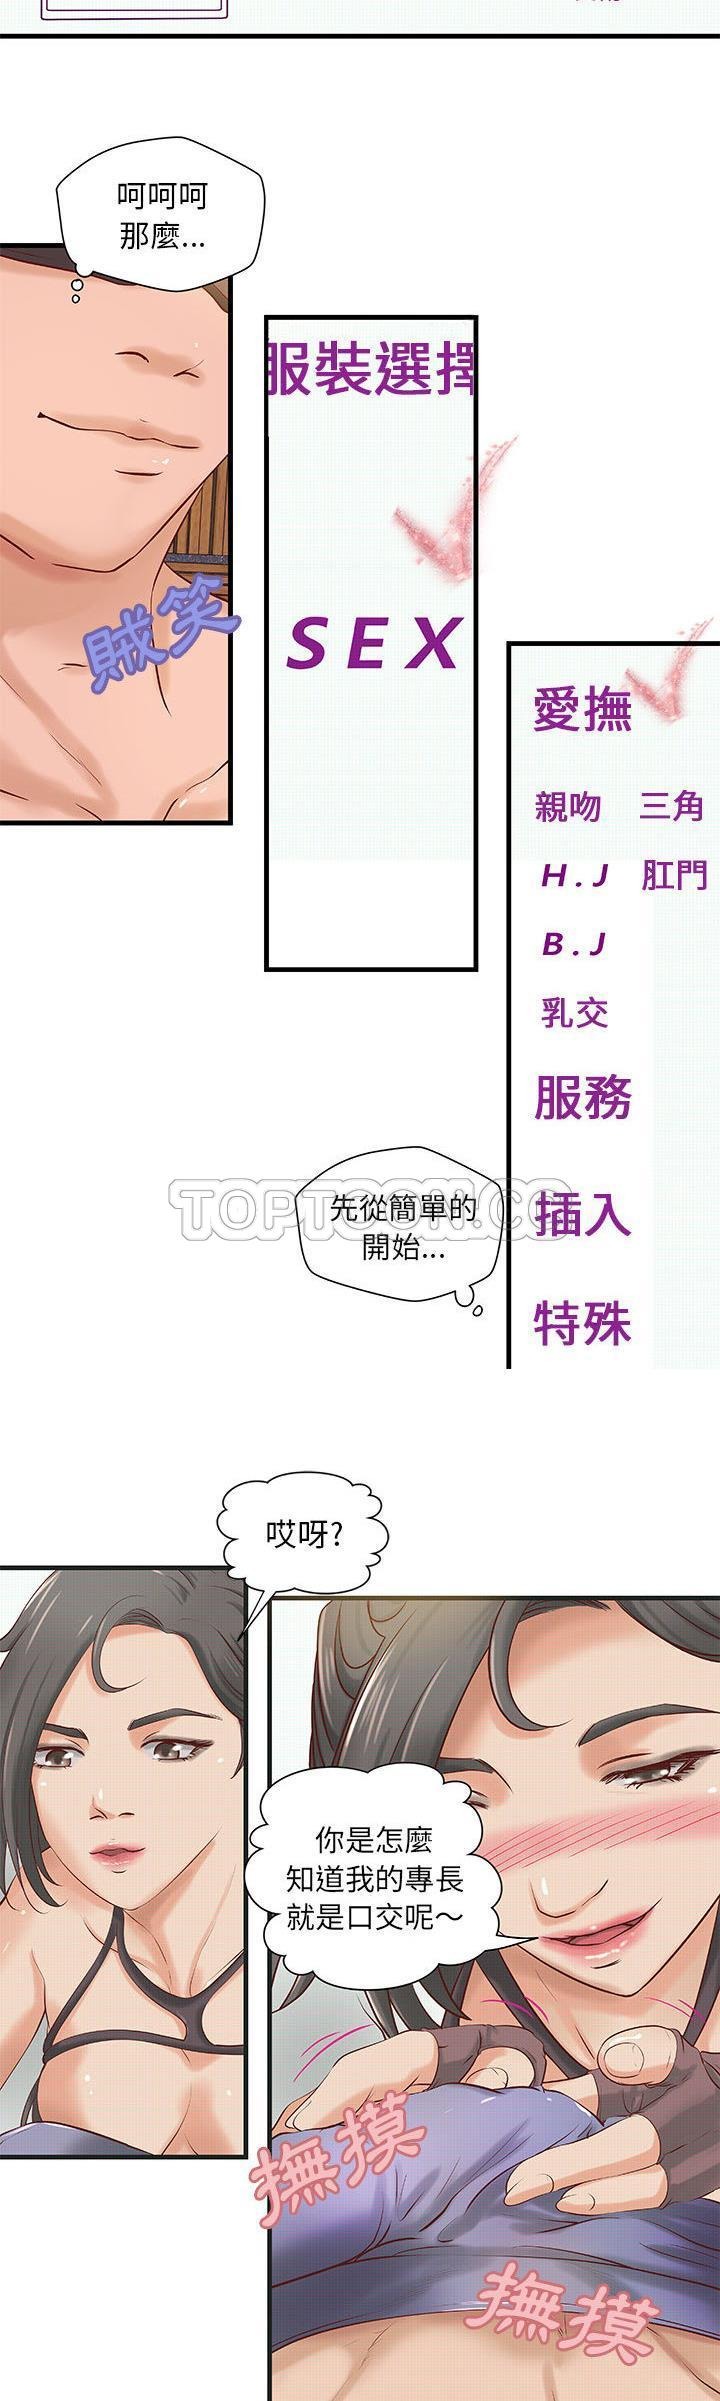 呵呵呵
那麼...
服裝選擇
賊笑
SEX
愛撫
親吻 三角
H.J 肛門
B.J
乳交
服務
先從簡單的
開始...
插入
特殊
哎呀?
你是怎麼
知道我的專長
就是口交呢～
撫摸
撫摸